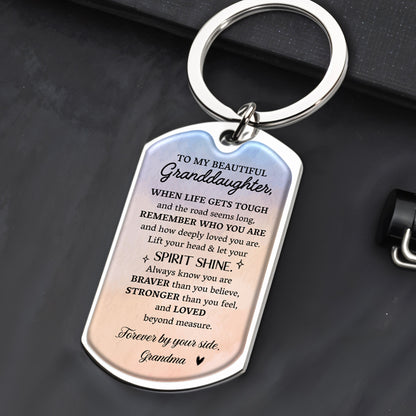 TO MY BEAUTIFUL
Granddaughter,
WHEN LIFE GETS TOUGH
and the road seems long,
REMEMBER WHO YOU ARE
and how deeply loved you are.
Lift your head & let your
SPIRIT SHINE.
Always know you are
BRAVER than you believe,
STRONGER than you feel,
and LOVED
beyond measure.
Forever by your side,
Grandma